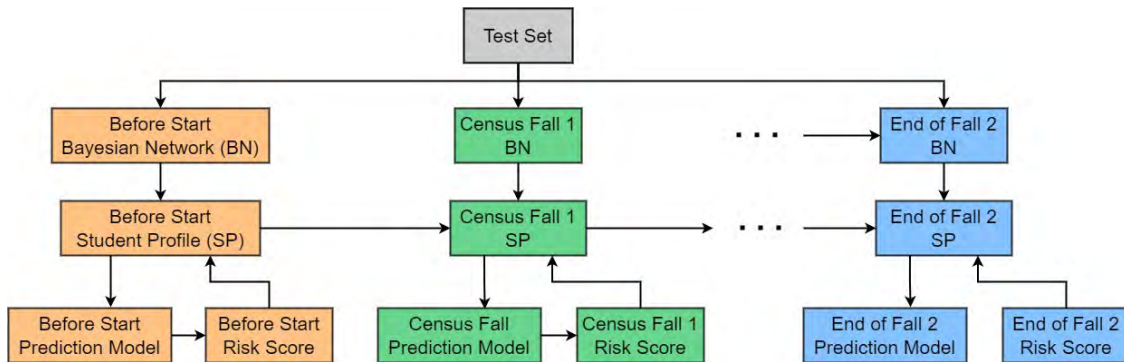 Test Set
Before Start
Bayesian Network (BN)
Census Fall 1
BN
. . .
End of Fall 2
BN
Before Start
Student Profile (SP)
Census Fall 1
SP
. . .
End of Fall 2
SP
Before Start
Prediction Model
Before Start
Risk Score
Census Fall
Prediction Model
Census Fall 1
Risk Score
End of Fall 2
Prediction Model
End of Fall 2
Risk Score